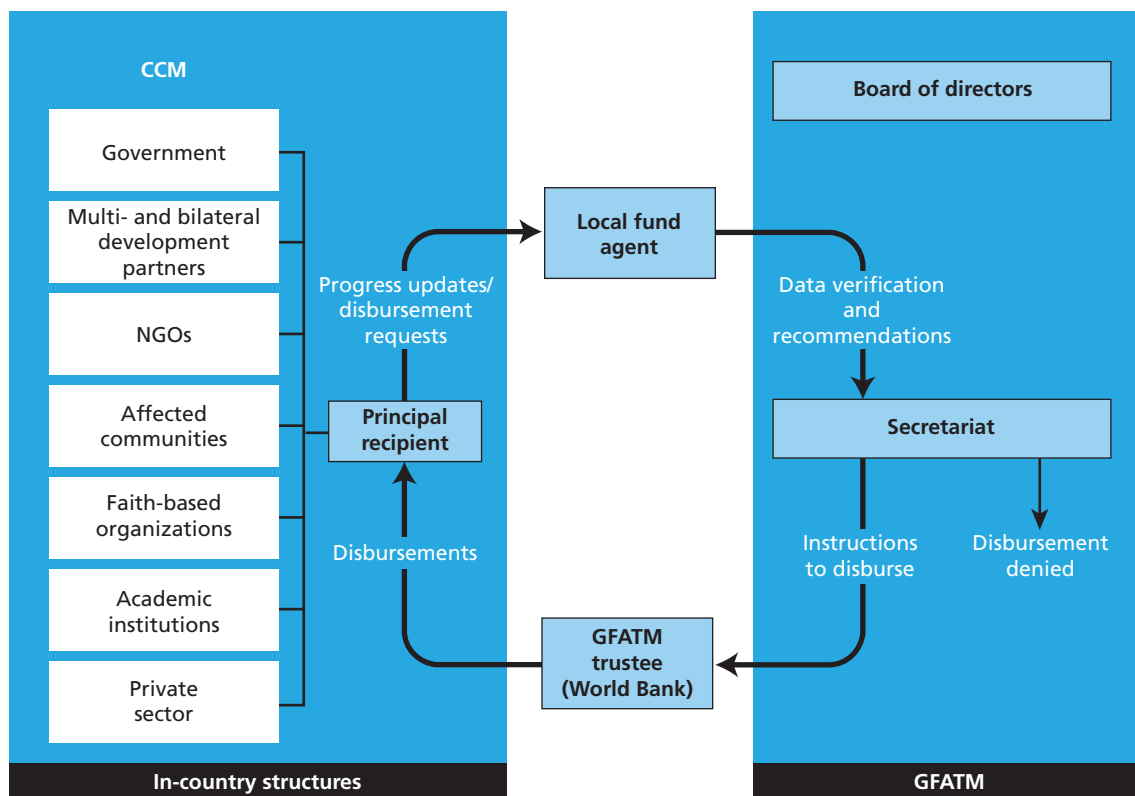 CCM
Government
Multi- and bilateral
development
partners
NGOs
Affected
communities
Faith-based
organizations
Academic
institutions
Private
sector
Progress updates/
disbursement
requests
Principal
recipient
Disbursements
In-country structures
Local fund
agent
GFATM
trustee
(World Bank)
Board of directors
Data verification
and
recommendations
Secretariat
Instructions
to disburse
Disbursement
denied
GFATM